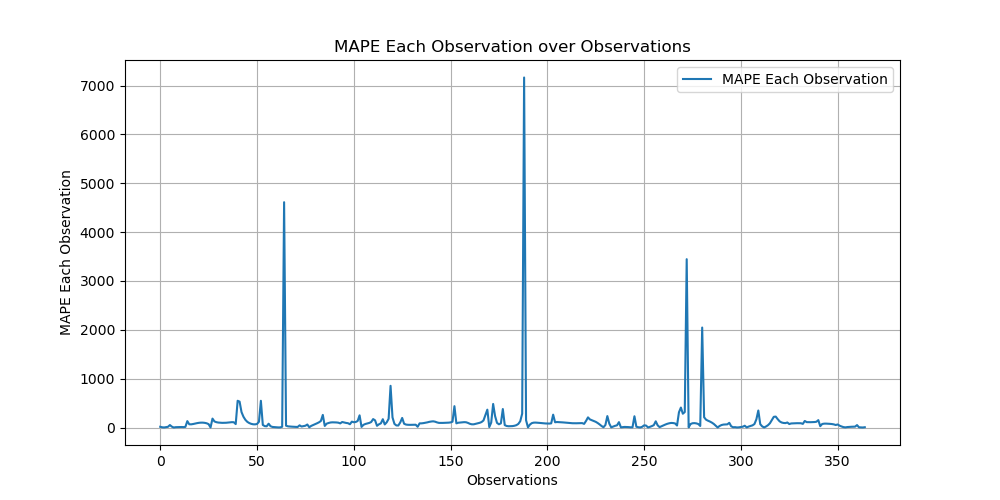 MAPE Each Observation over Observations
MAPE Each Observation
7000
6000
5000
4000
3000
2000
1000
0
MAPE Each Observation
0 50 100 150 200 250 300 350
Observations